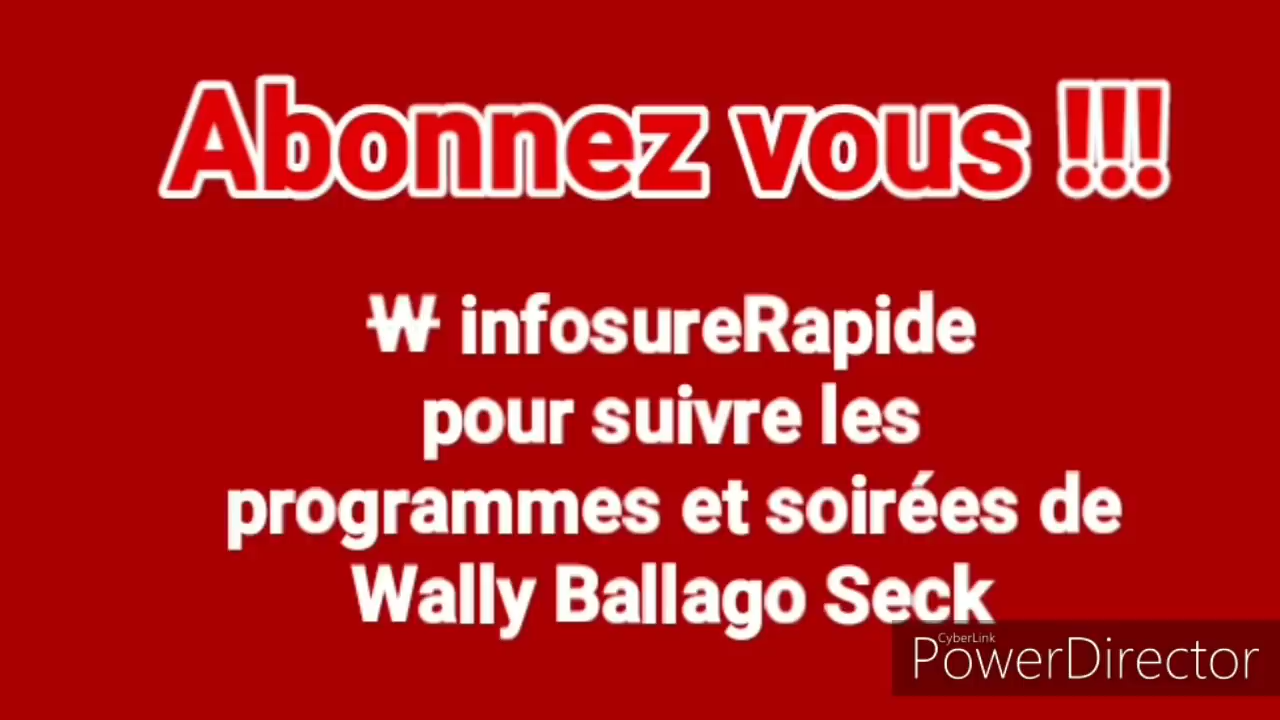 Abonnez vous !!!
₩ infosureRapide
pour suivre les
programmes et soirées de
Wally Ballago Seck
CyberLink
PowerDirector